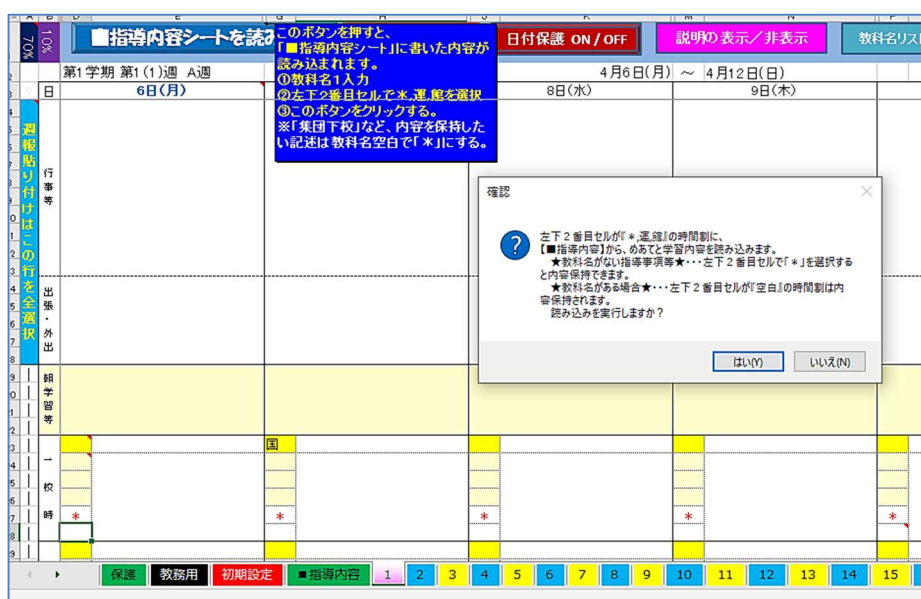 70%
10%
■指導内容シートを読み
このボタンを押すと、
「■指導内容シート」に書いた内容が
読み込まれます。
①教科名1入力
②左下2番目セルで＊,運,館を選択
③このボタンをクリックする。
※「集団下校」など、内容を保持した
い記述は教科名空白で「＊」にする。
日付保護 ON / OFF
説明の表示／非表示
教科名リス
第1学期 第1(1)週 A週
4月6日(月) ～ 4月12日(日)
日
6日(月)
8日(水)
9日(木)
週報貼り付けはこの行を全選択
行事等
出張・外出
朝学習等
一校時
国
＊
＊
＊
＊
＊
確認
左下２番目セルが『＊,運,館』の時間割に、
【■指導内容】から、めあてと学習内容を読み込みます。
★教科名がない指導事項等★・・・左下２番目セルで「＊」を選択する
と内容保持できます。
★教科名がある場合★・・・左下２番目セルが『空白』の時間割は内
容保持されます。
読み込みを実行しますか？
はい(Y)
いいえ(N)
保護
教務用
初期設定
■指導内容
1
2
3
4
5
6
7
8
9
10
11
12
13
14
15